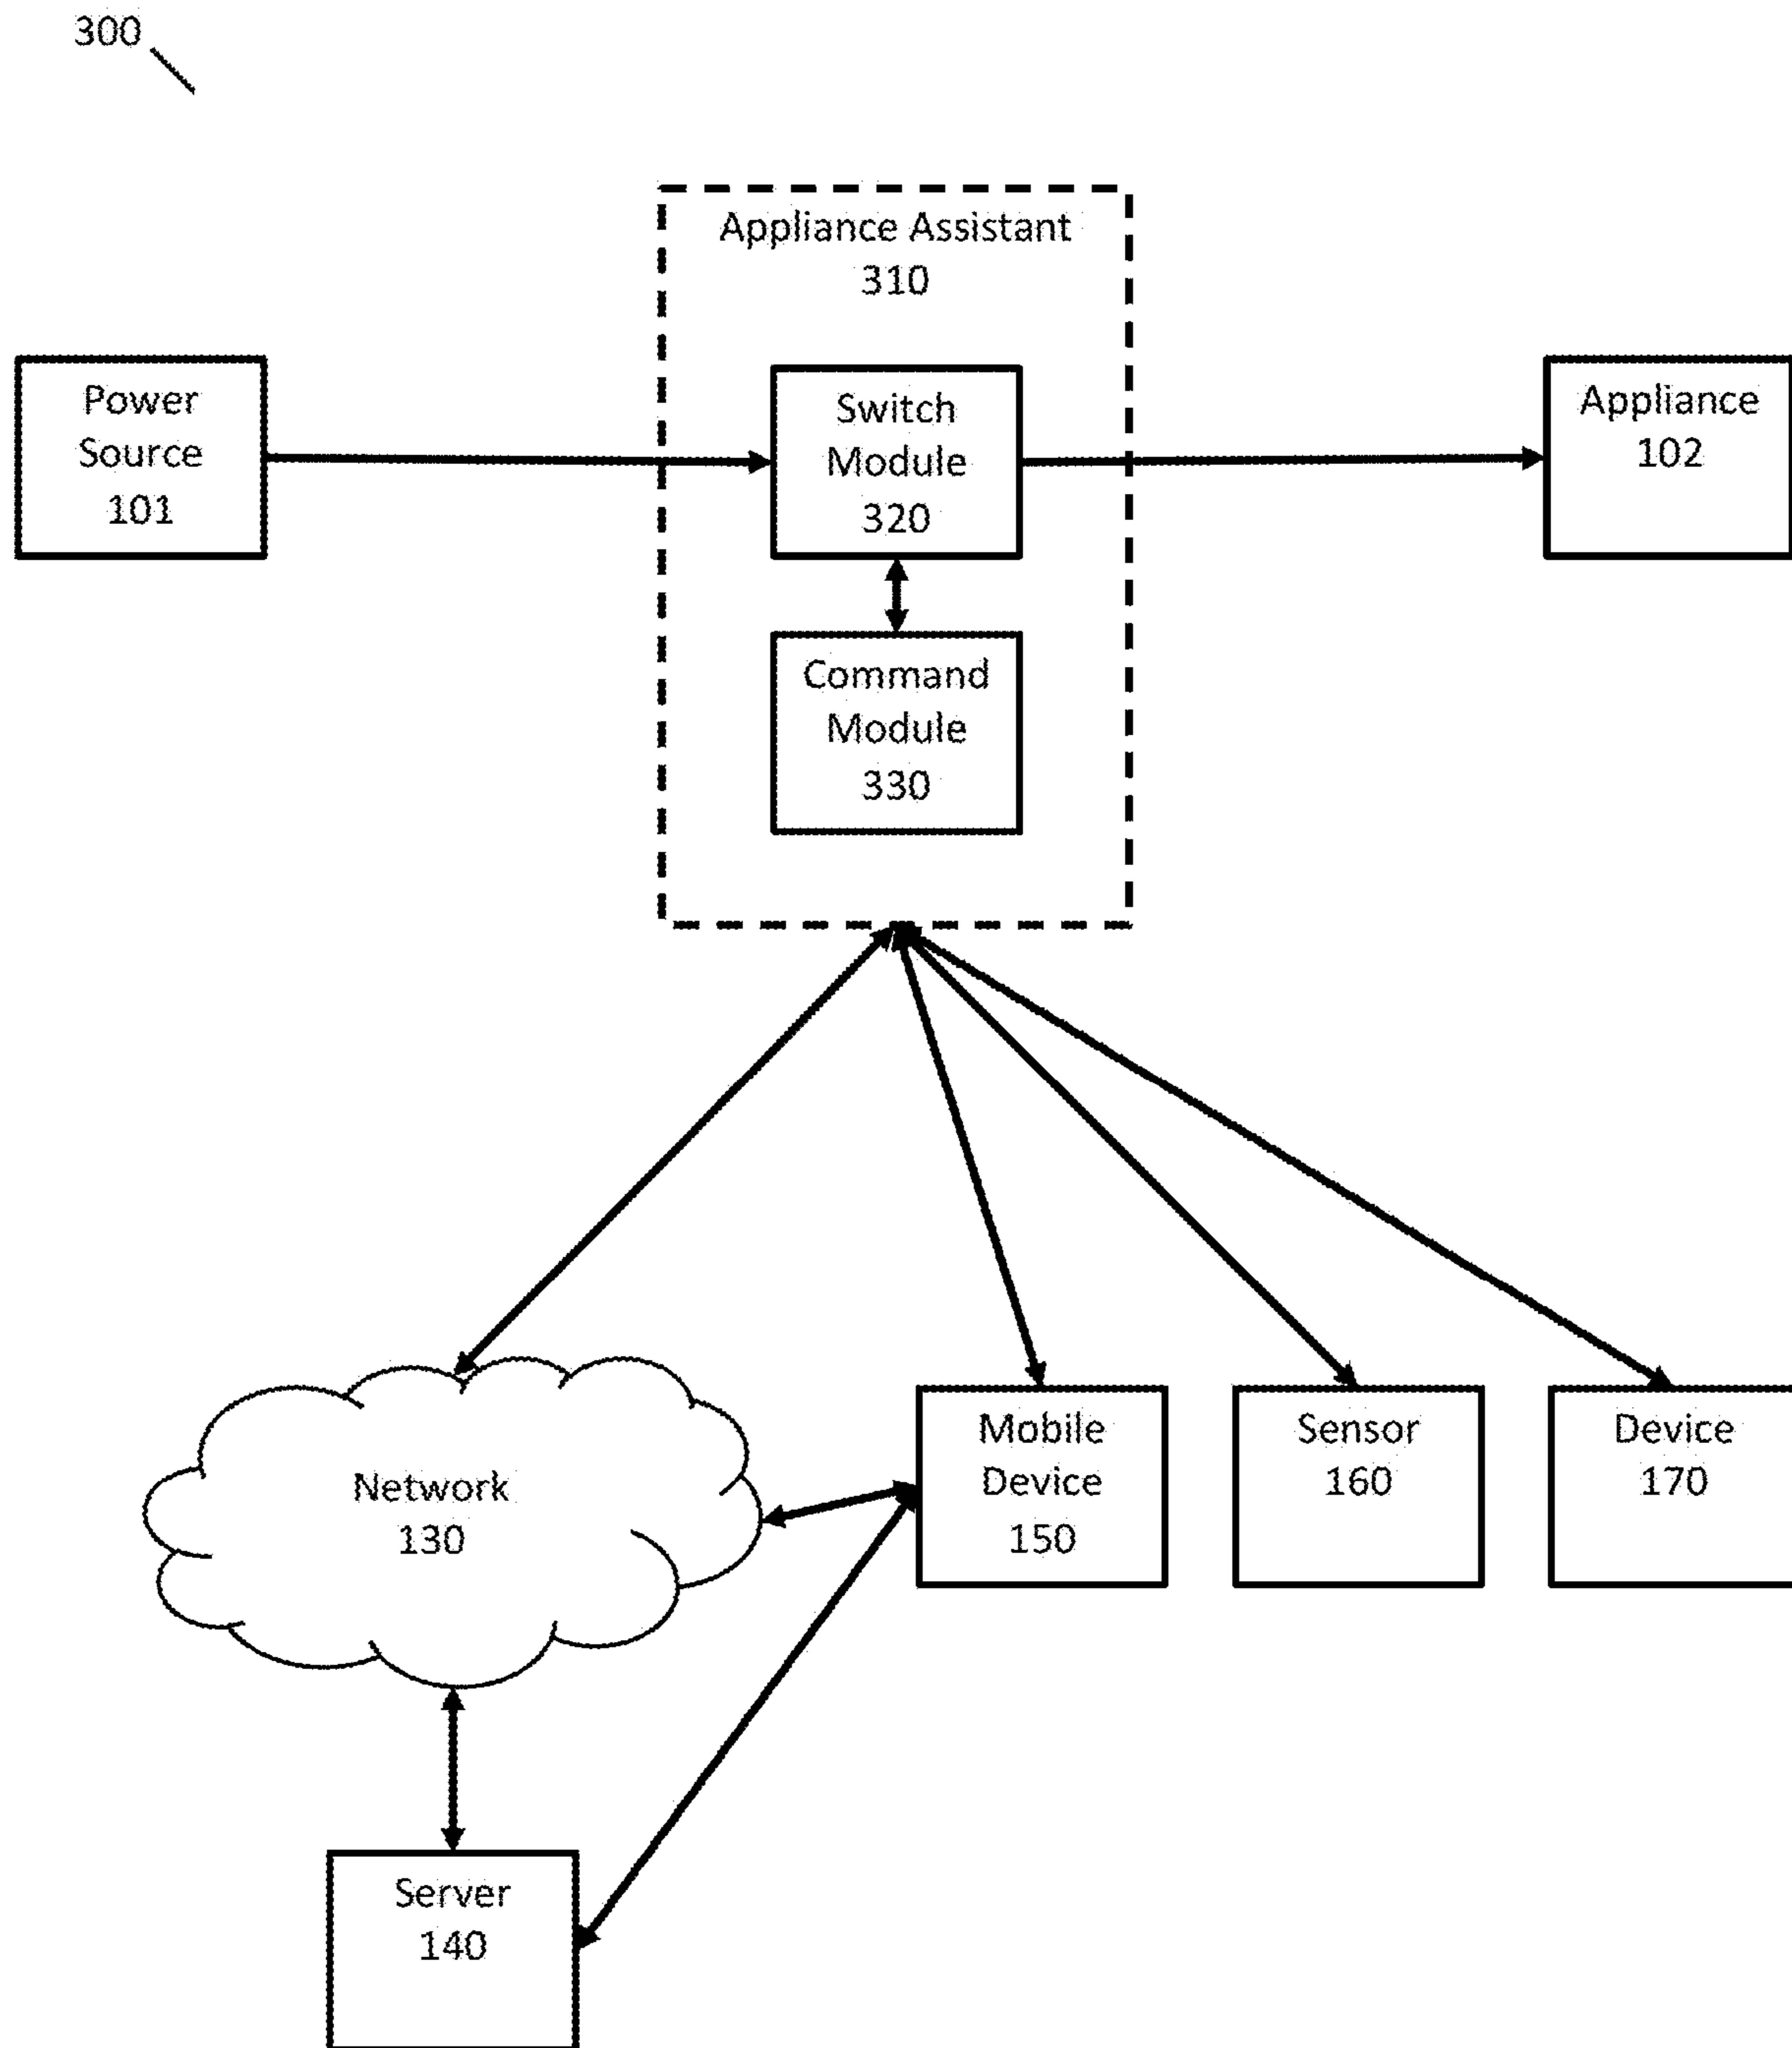 300
Appliance Assistant
310
Power
Source
101
Switch
Module
320
Appliance
102
Command
Module
330
Network
130
Mobile
Device
150
Sensor
160
Device
170
Server
140